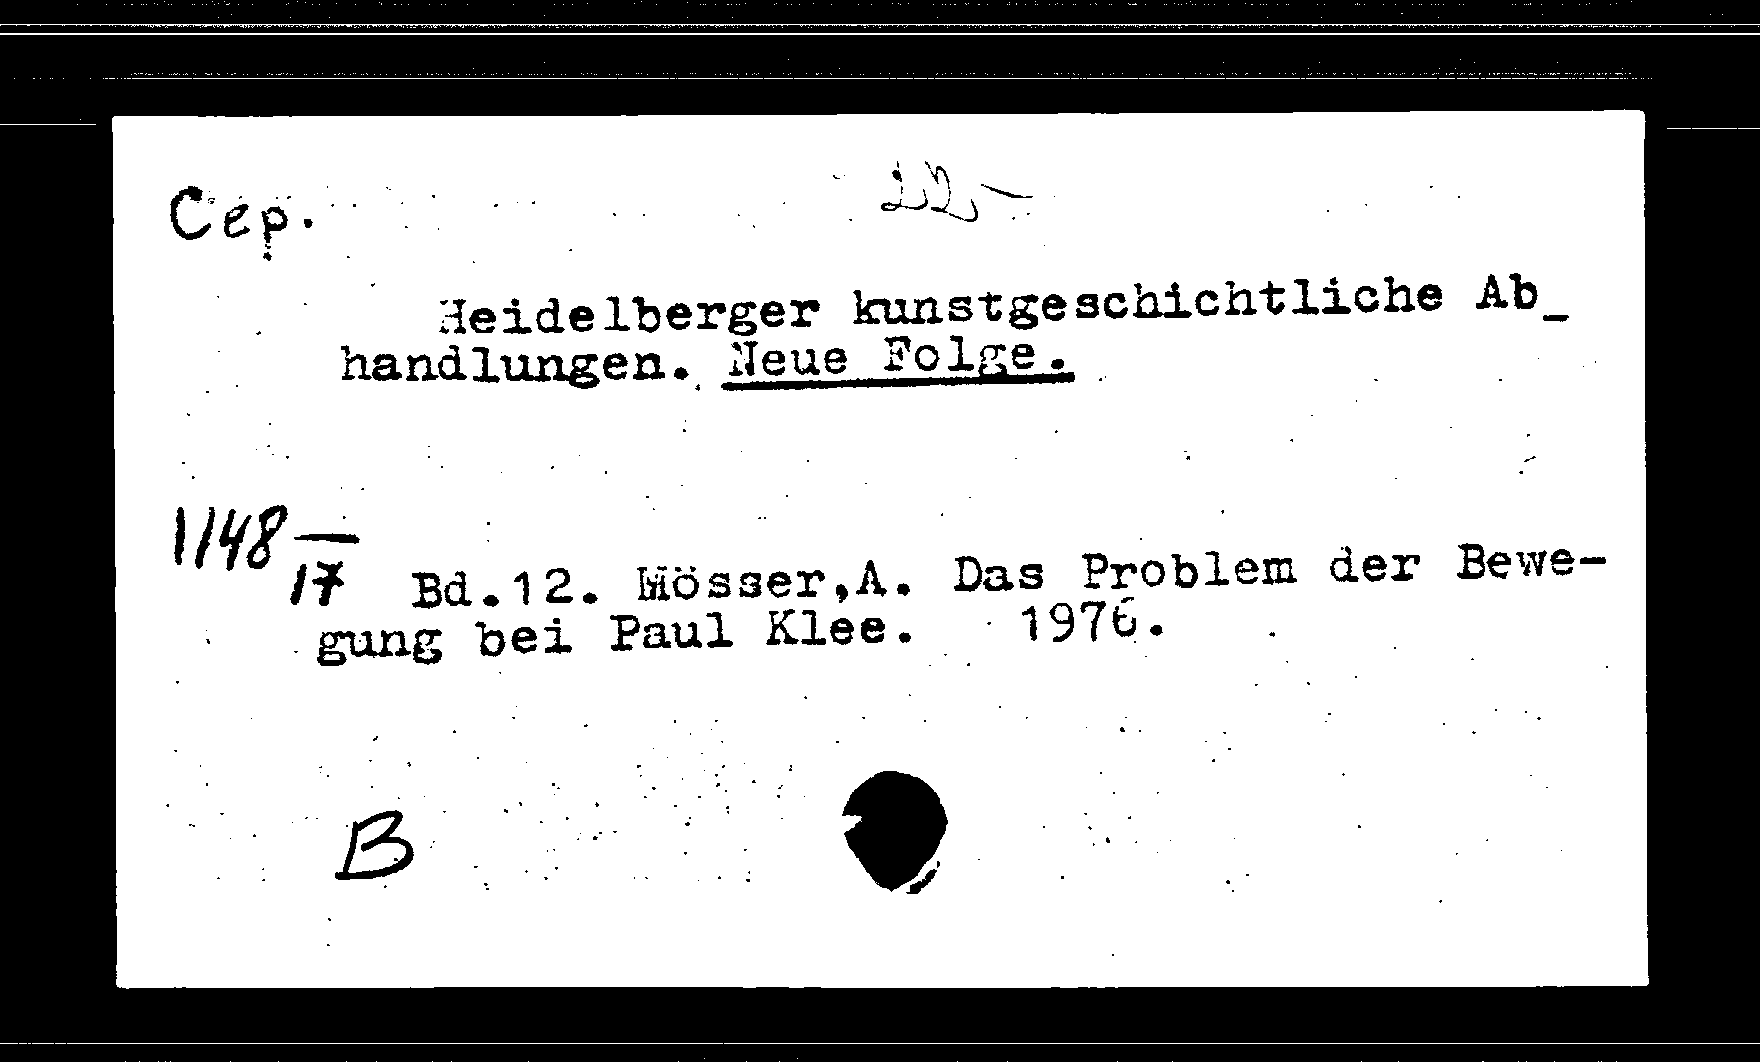 22-
Сер.
Heidelberger kunstgeschichtliche Ab_
handlungen. Neue Folge.
1148—
17 Bd.12. Mösser,A. Das Problem der Bewe-
gung bei Paul Klee. 1976.
B